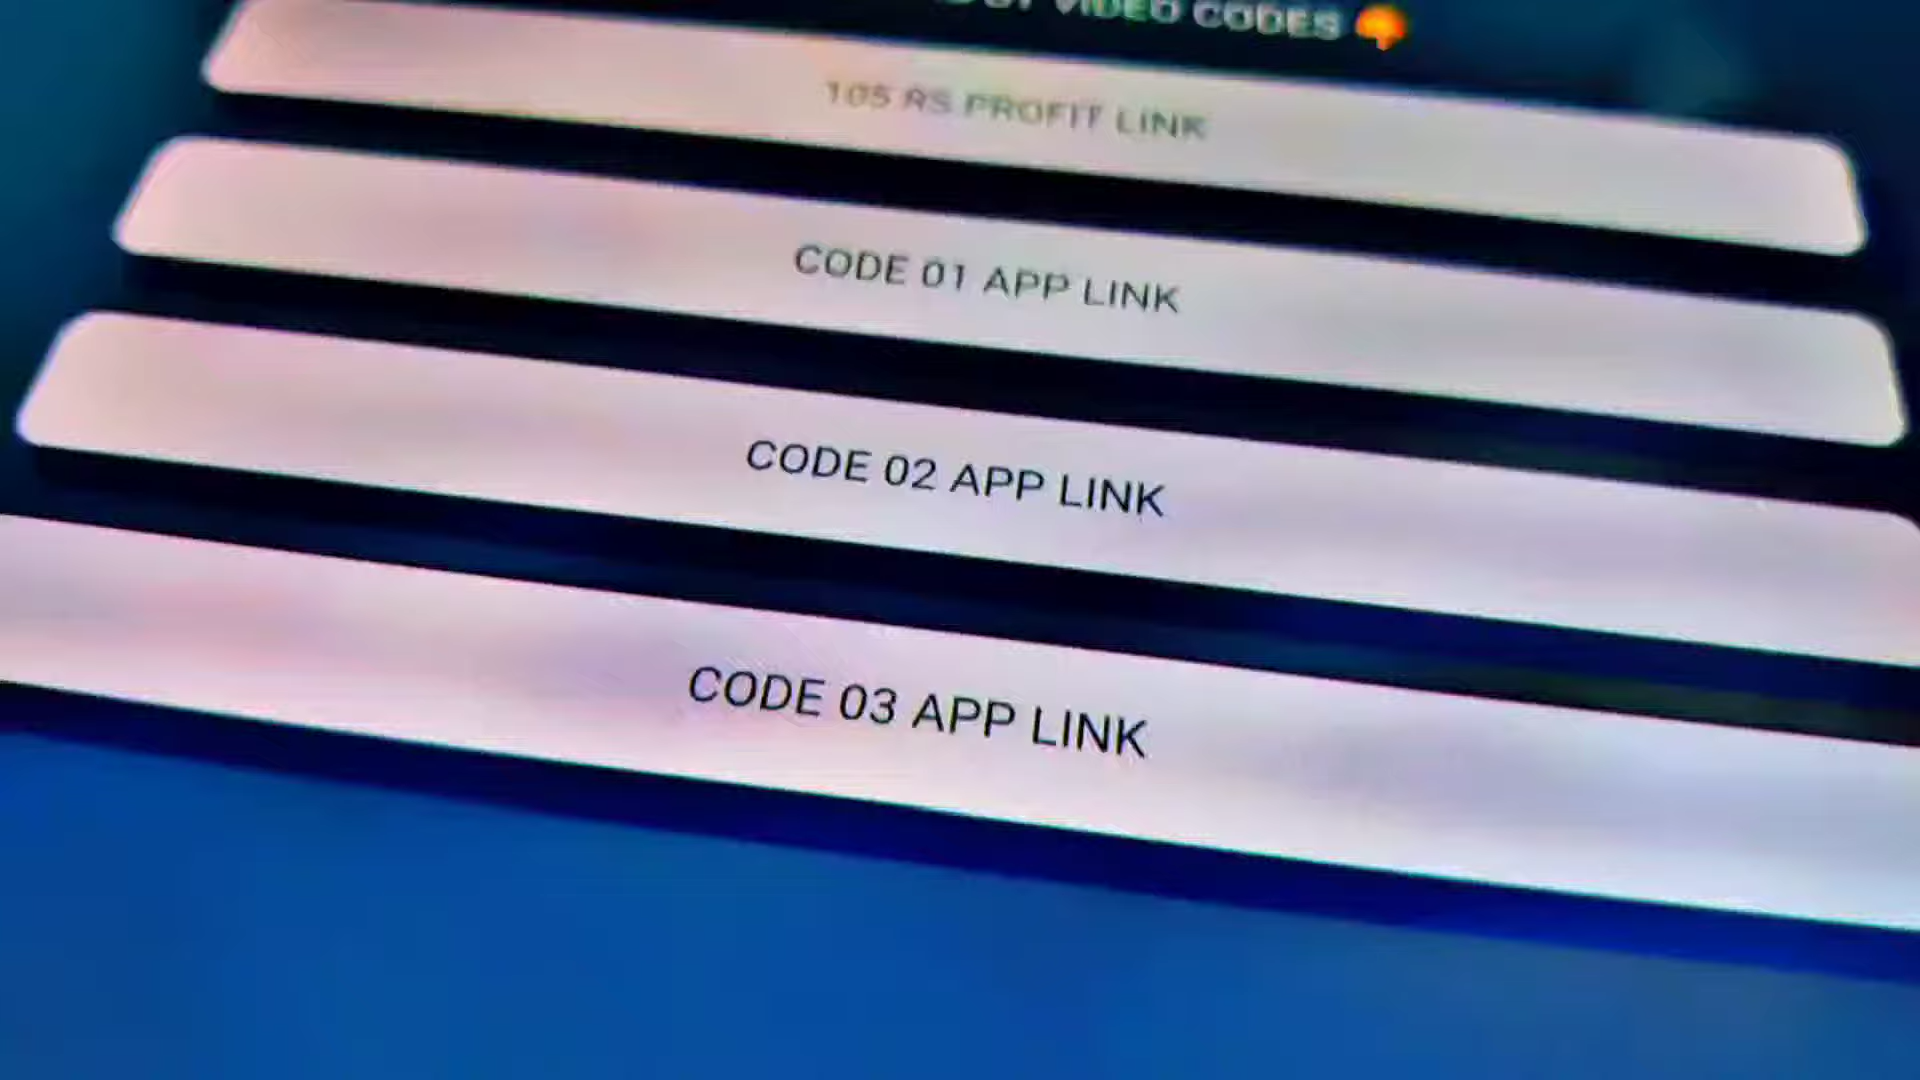 VIDEO CODES
105 RS PROFIT LINK
CODE 01 APP LINK
CODE 02 APP LINK
CODE 03 APP LINK